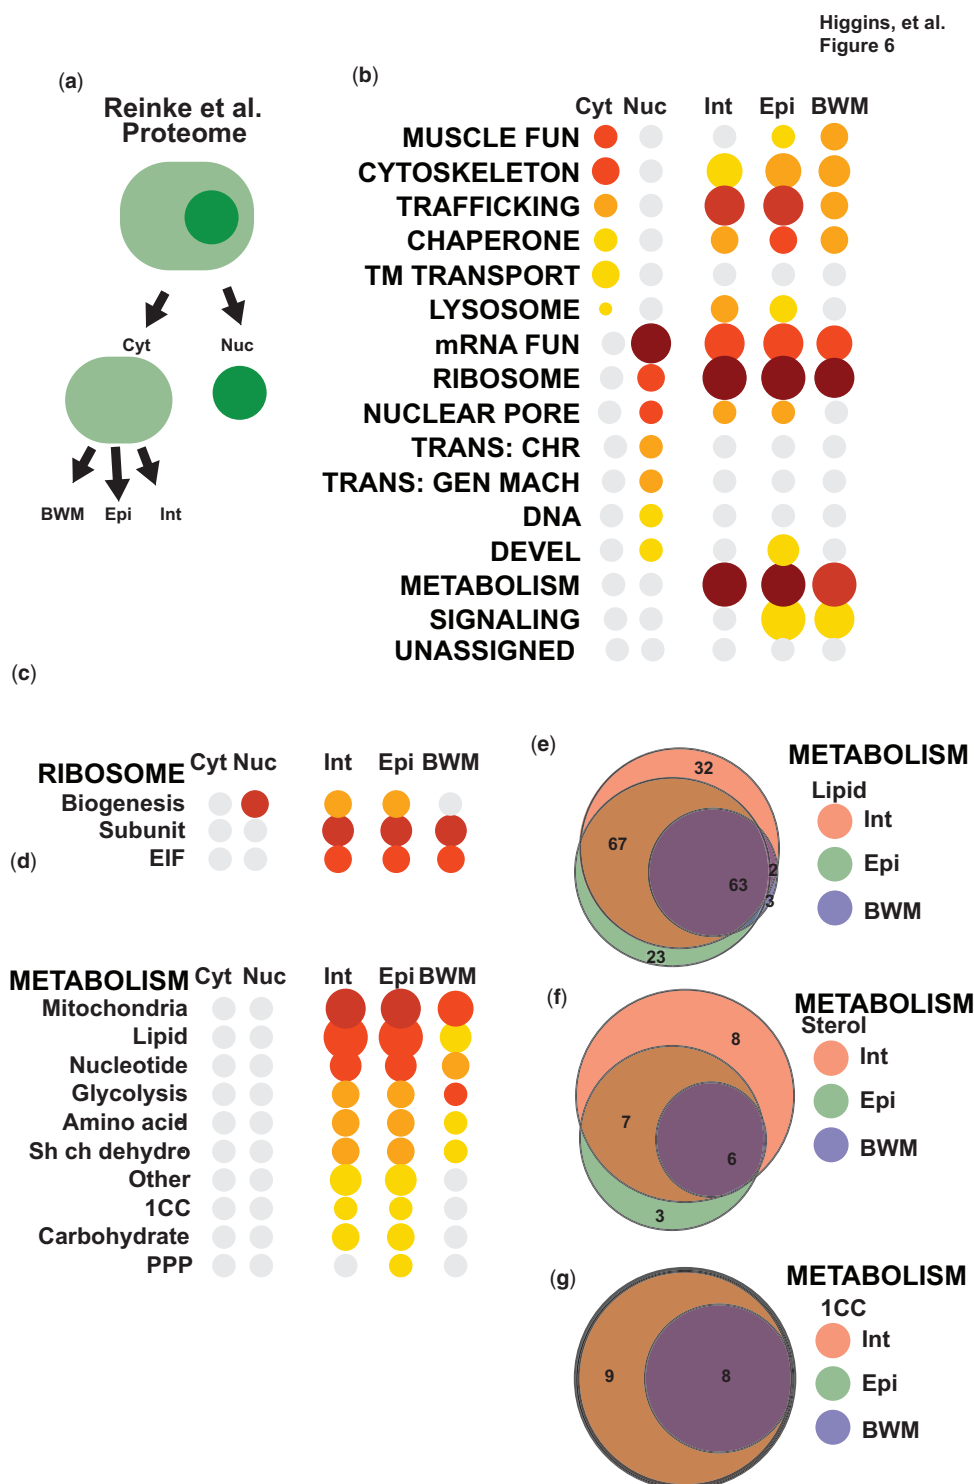 Higgins, et al.
Figure 6
(a)
Reinke et al.
Proteome
Cyt
Nuc
BWM Epi Int
(b)
Cyt Nuc Int Epi BWM
MUSCLE FUN
CYTOSKELETON
TRAFFICKING
CHAPERONE
TM TRANSPORT
LYSOSOME
mRNA FUN
RIBOSOME
NUCLEAR PORE
TRANS: CHR
TRANS: GEN MACH
DNA
DEVEL
METABOLISM
SIGNALING
UNASSIGNED
(c)
RIBOSOME Cyt Nuc Int Epi BWM
Biogenesis
Subunit
EIF
(d)
METABOLISM Cyt Nuc Int Epi BWM
Mitochondria
Lipid
Nucleotide
Glycolysis
Amino acid
Sh ch dehydro
Other
1CC
Carbohydrate
PPP
(e)
METABOLISM
Lipid
Int
Epi
BWM
32
67
2
63
3
23
(f)
METABOLISM
Sterol
Int
Epi
BWM
8
7
6
3
(g)
METABOLISM
1CC
Int
Epi
BWM
9
8